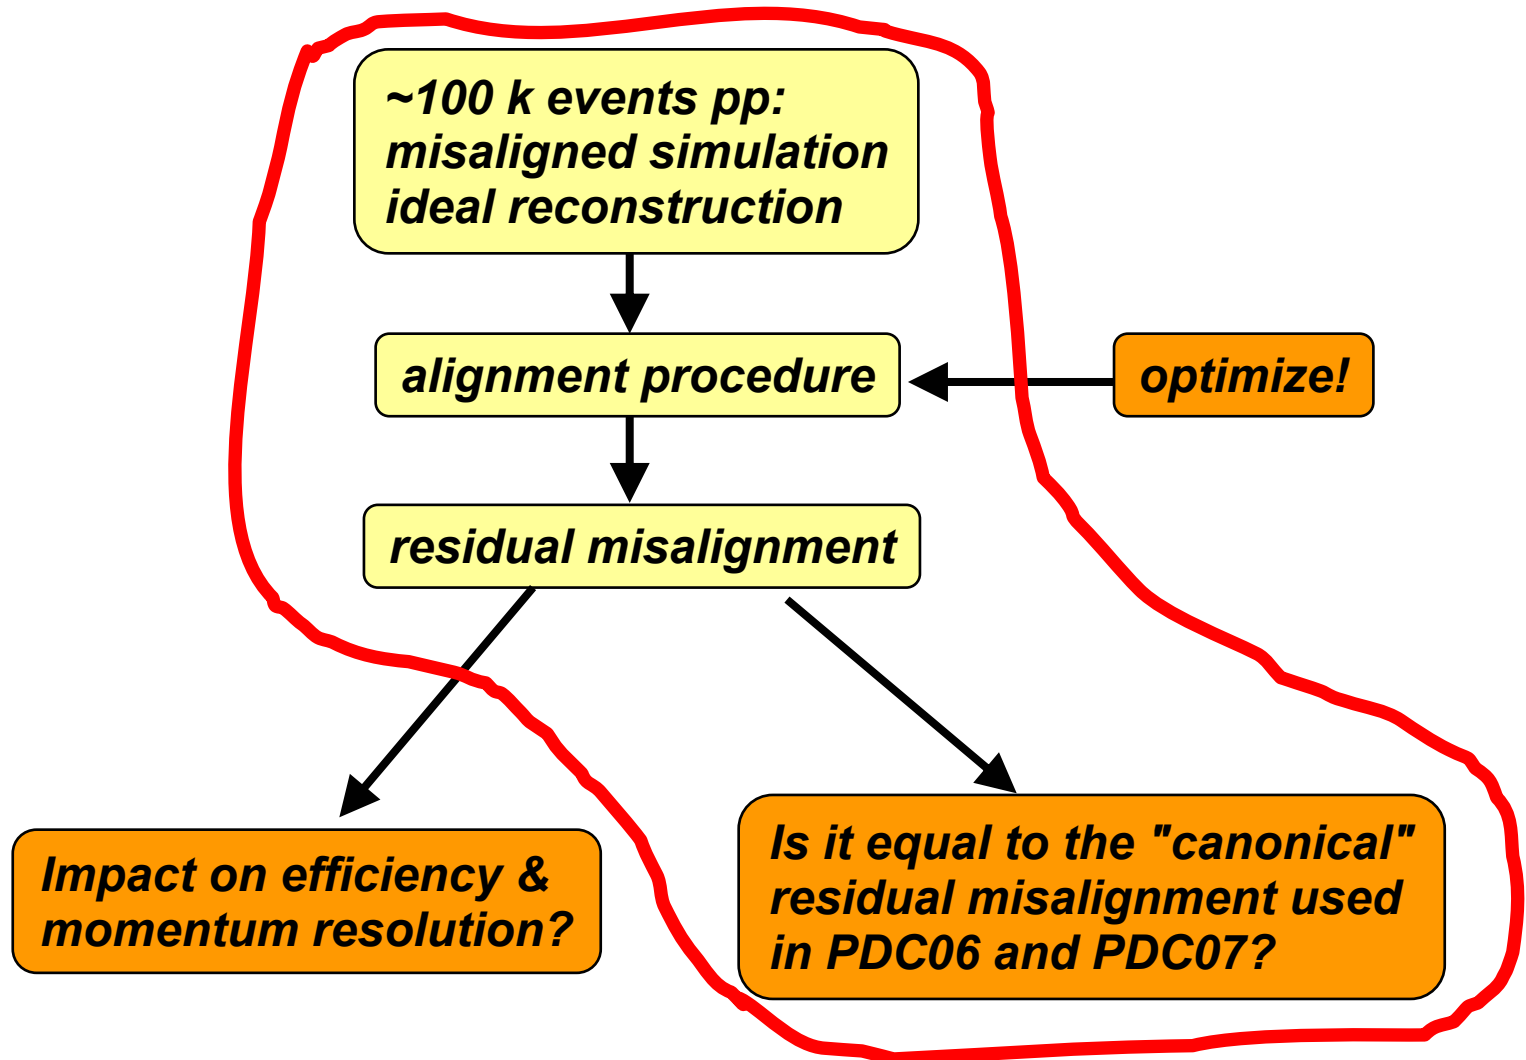 ~100 k events pp:
misaligned simulation
ideal reconstruction
alignment procedure
optimize!
residual misalignment
Impact on efficiency &
momentum resolution?
Is it equal to the "canonical"
residual misalignment used
in PDC06 and PDC07?